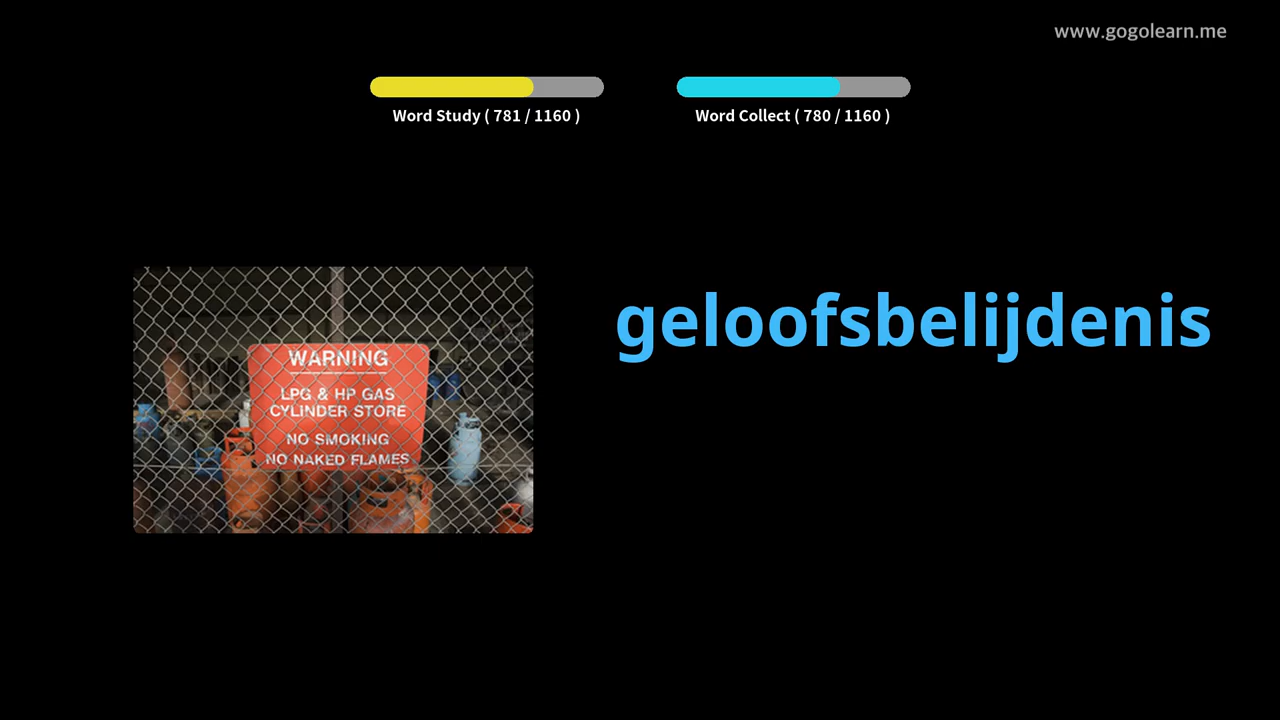 www.gogolearn.me
Word Study ( 781 / 1160 )
Word Collect ( 780 / 1160 )
geloofsbelijdenis
WARNING
LPG & HP GAS
CYLINDER STORE
NO SMOKING
NO NAKED FLAMES